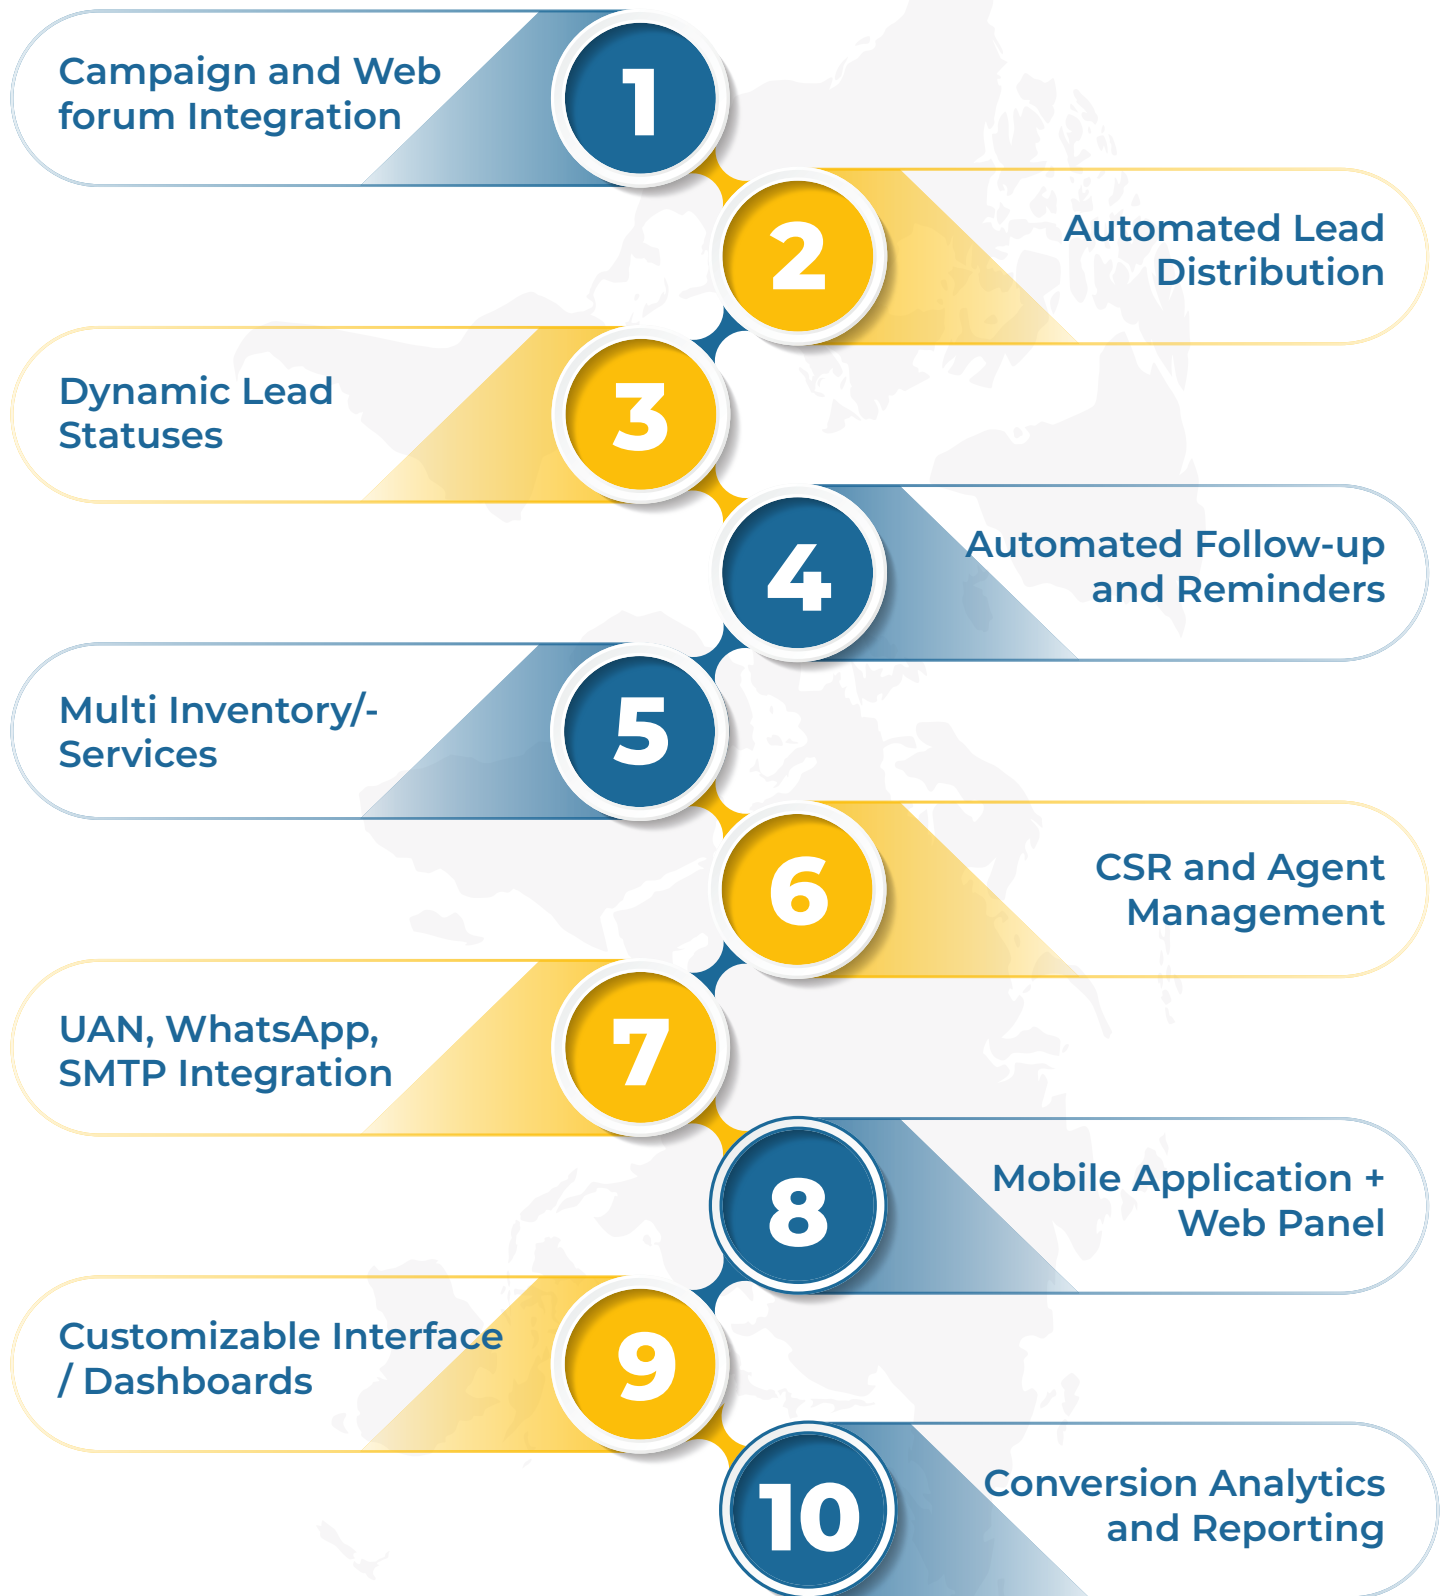 1
Campaign and Web
forum Integration
2
Automated Lead
Distribution
3
Dynamic Lead
Statuses
4
Automated Follow-up
and Reminders
5
Multi Inventory/-
Services
6
CSR and Agent
Management
7
UAN, WhatsApp,
SMTP Integration
8
Mobile Application +
Web Panel
9
Customizable Interface
/ Dashboards
10
Conversion Analytics
and Reporting